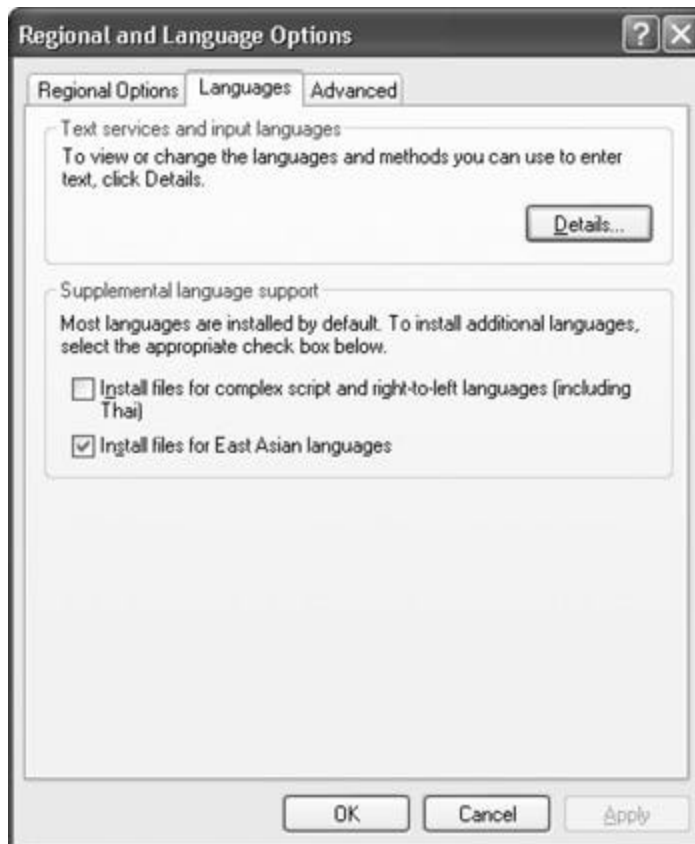 Regional and Language Options
Regional Options Languages Advanced
Text services and input languages
To view or change the languages and methods you can use to enter
text, click Details.
Details...
Supplemental language support
Most languages are installed by default. To install additional languages,
select the appropriate check box below.
Install files for complex script and right-to-left languages (including
Thai)
Install files for East Asian languages
OK Cancel Apply